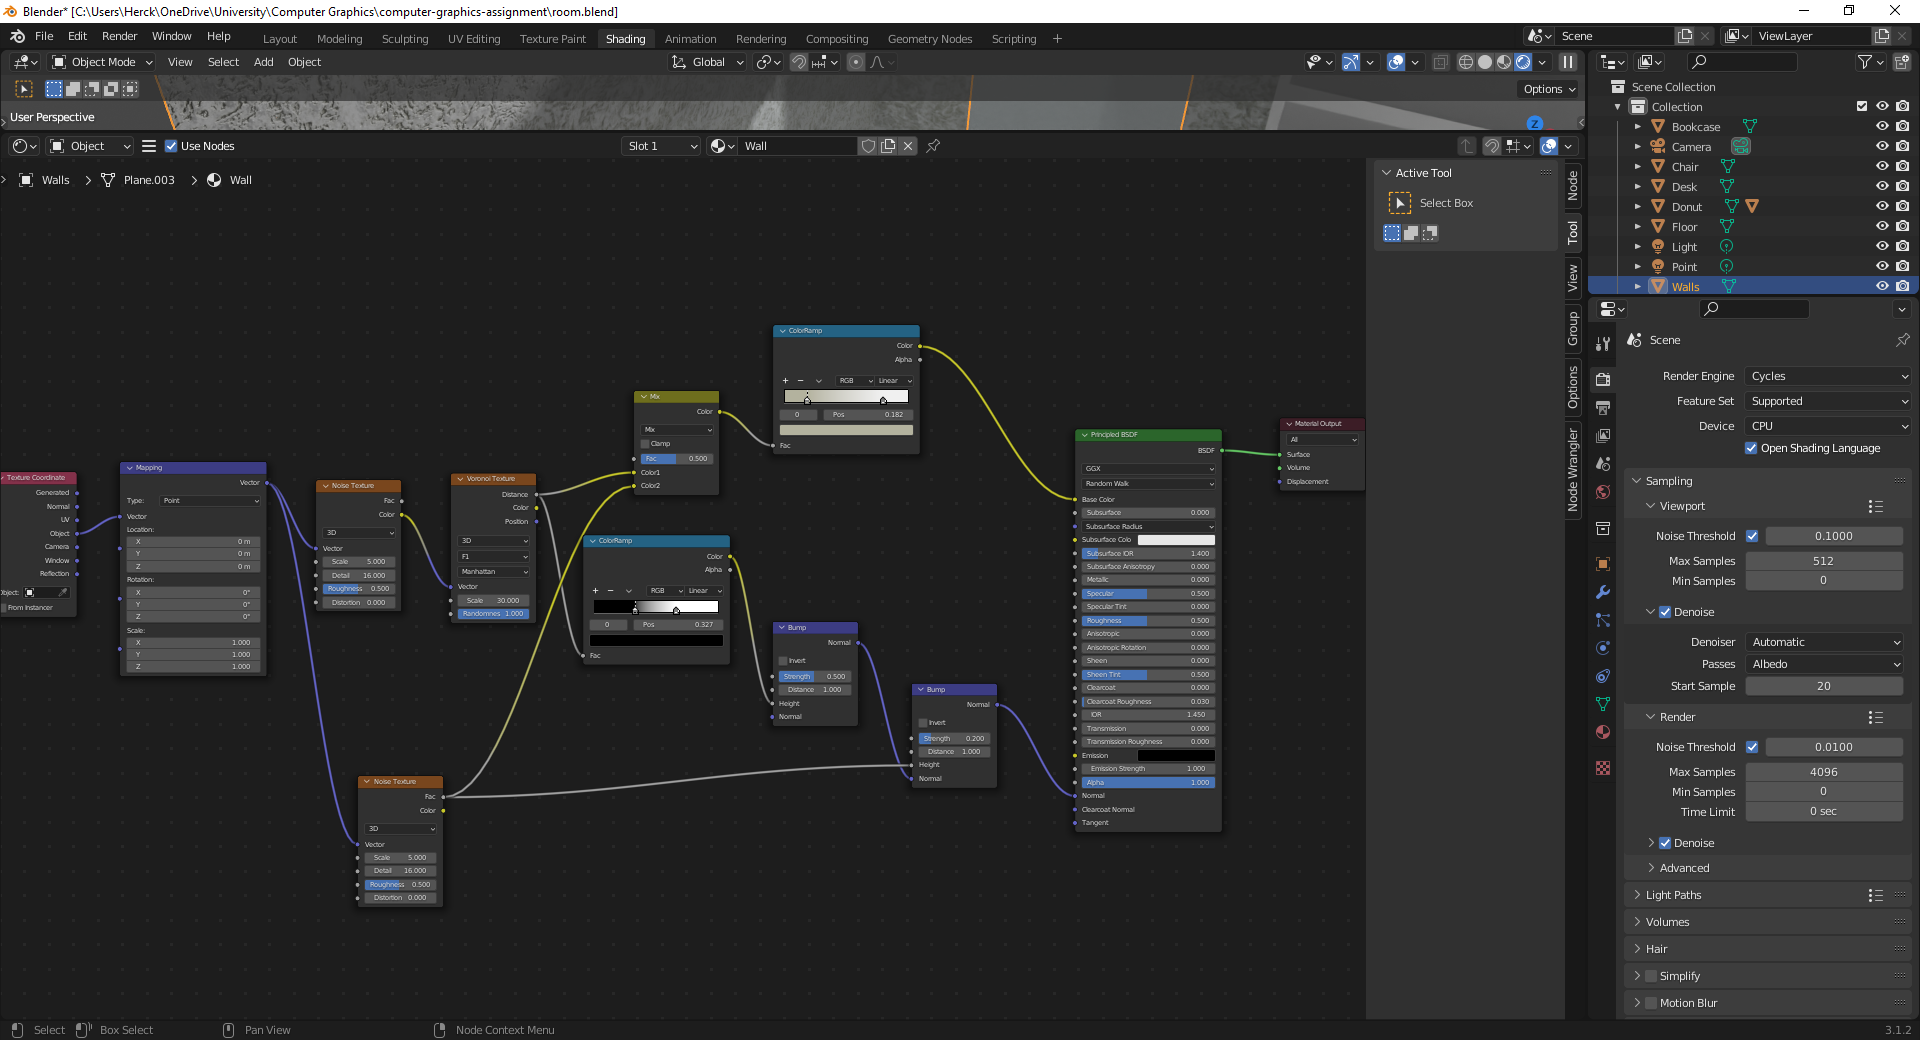 Blender* [C:\Users\Herck\OneDrive\University\Computer Graphics\computer-graphics-assignment\room.blend]
File Edit Render Window Help Layout Modeling Sculpting UV Editing Texture Paint Shading Animation Rendering Compositing Geometry Nodes Scripting + Scene ViewLayer
Object Mode View Select Add Object Global
Options
User Perspective
Z
Object Use Nodes Slot 1 Wall
Walls > Plane.003 > Wall
Active Tool
Select Box
Node
Tool
View
Group
Options
Node Wrangler
Texture Coordinate
Generated
Normal
UV
Object
Camera
Window
Reflection
Object:
From Instancer
Mapping
Vector
Type: Point
Vector
Location:
X 0 m
Y 0 m
Z 0 m
Rotation:
X 0°
Y 0°
Z 0°
Scale:
X 1.000
Y 1.000
Z 1.000
Noise Texture
Fac
Color
3D
Vector
Scale 5.000
Detail 16.000
Roughness 0.500
Distortion 0.000
Voronoi Texture
Distance
Color
Position
3D
F1
Manhattan
Vector
Scale 30.000
Randomnes 1.000
Noise Texture
Fac
Color
3D
Vector
Scale 5.000
Detail 16.000
Roughness 0.500
Distortion 0.000
Mix
Color
Mix
Clamp
Fac 0.500
Color1
Color2
ColorRamp
Color
Alpha
RGB Linear
0 Pos 0.327
Fac
ColorRamp
Color
Alpha
RGB Linear
0 Pos 0.182
Fac
Bump
Normal
Invert
Strength 0.500
Distance 1.000
Height
Normal
Bump
Normal
Invert
Strength 0.200
Distance 1.000
Height
Normal
Principled BSDF
BSDF
GGX
Random Walk
Base Color
Subsurface 0.000
Subsurface Radius
Subsurface Colo
Subsurface IOR 1.400
Subsurface Anisotropy 0.000
Metallic 0.000
Specular 0.500
Specular Tint 0.000
Roughness 0.500
Anisotropic 0.000
Anisotropic Rotation 0.000
Sheen 0.000
Sheen Tint 0.500
Clearcoat 0.000
Clearcoat Roughness 0.030
IOR 1.450
Transmission 0.000
Transmission Roughness 0.000
Emission
Emission Strength 1.000
Alpha 1.000
Normal
Clearcoat Normal
Tangent
Material Output
All
Surface
Volume
Displacement
Scene Collection
Collection
Bookcase
Camera
Chair
Desk
Donut
Floor
Light
Point
Walls
Scene
Render Engine Cycles
Feature Set Supported
Device CPU
Open Shading Language
Sampling
Viewport
Noise Threshold 0.1000
Max Samples 512
Min Samples 0
Denoise
Denoiser Automatic
Passes Albedo
Start Sample 20
Render
Noise Threshold 0.0100
Max Samples 4096
Min Samples 0
Time Limit 0 sec
Denoise
Advanced
Light Paths
Volumes
Hair
Simplify
Motion Blur
Select Box Select Pan View Node Context Menu 3.1.2